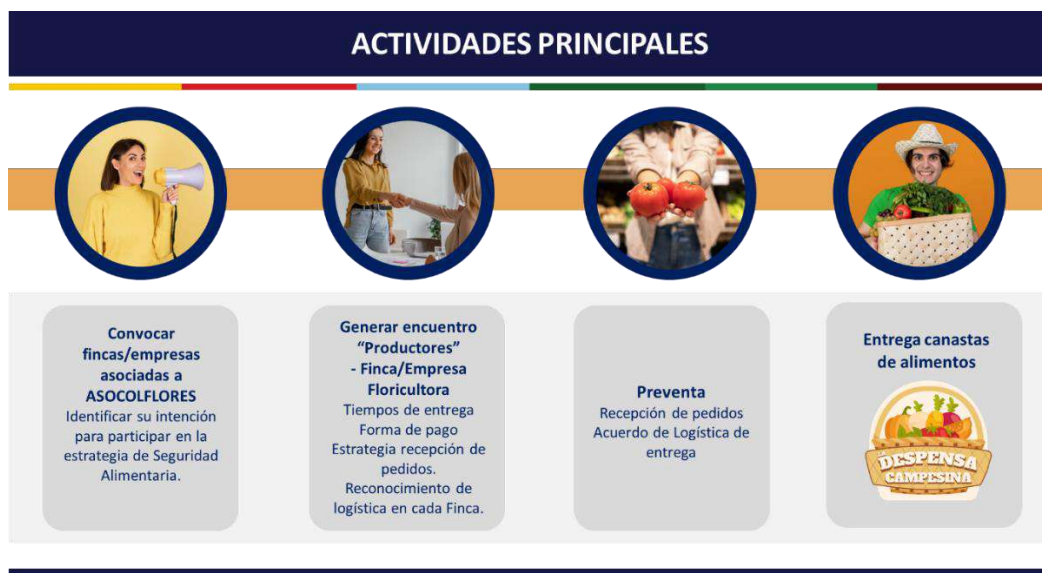 ACTIVIDADES PRINCIPALES
Convocar
fincas/empresas
asociadas a
ASOCOLFLORES
Identificar su intención
para participar en la
estrategia de Seguridad
Alimentaria.
Generar encuentro
“Productores”
- Finca/Empresa
Floricultora
Tiempos de entrega
Forma de pago
Estrategia recepción de
pedidos.
Reconocimiento de
logística en cada Finca.
Preventa
Recepción de pedidos
Acuerdo de Logística de
entrega
Entrega canastas
de alimentos
LA
DESPENSA
CAMPESINA